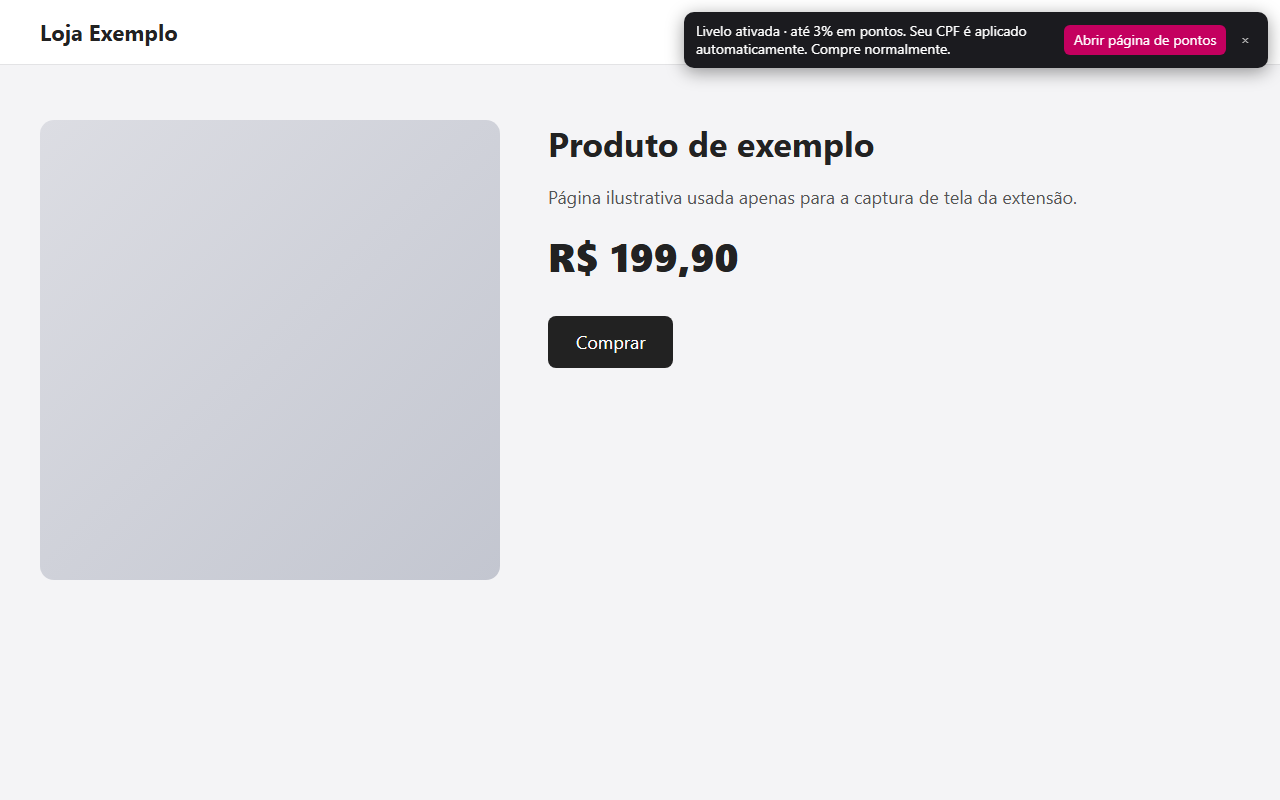 Loja Exemplo
Livelo ativada · até 3% em pontos. Seu CPF é aplicado
automaticamente. Compre normalmente.
Abrir página de pontos
×
Produto de exemplo
Página ilustrativa usada apenas para a captura de tela da extensão.
R$ 199,90
Comprar